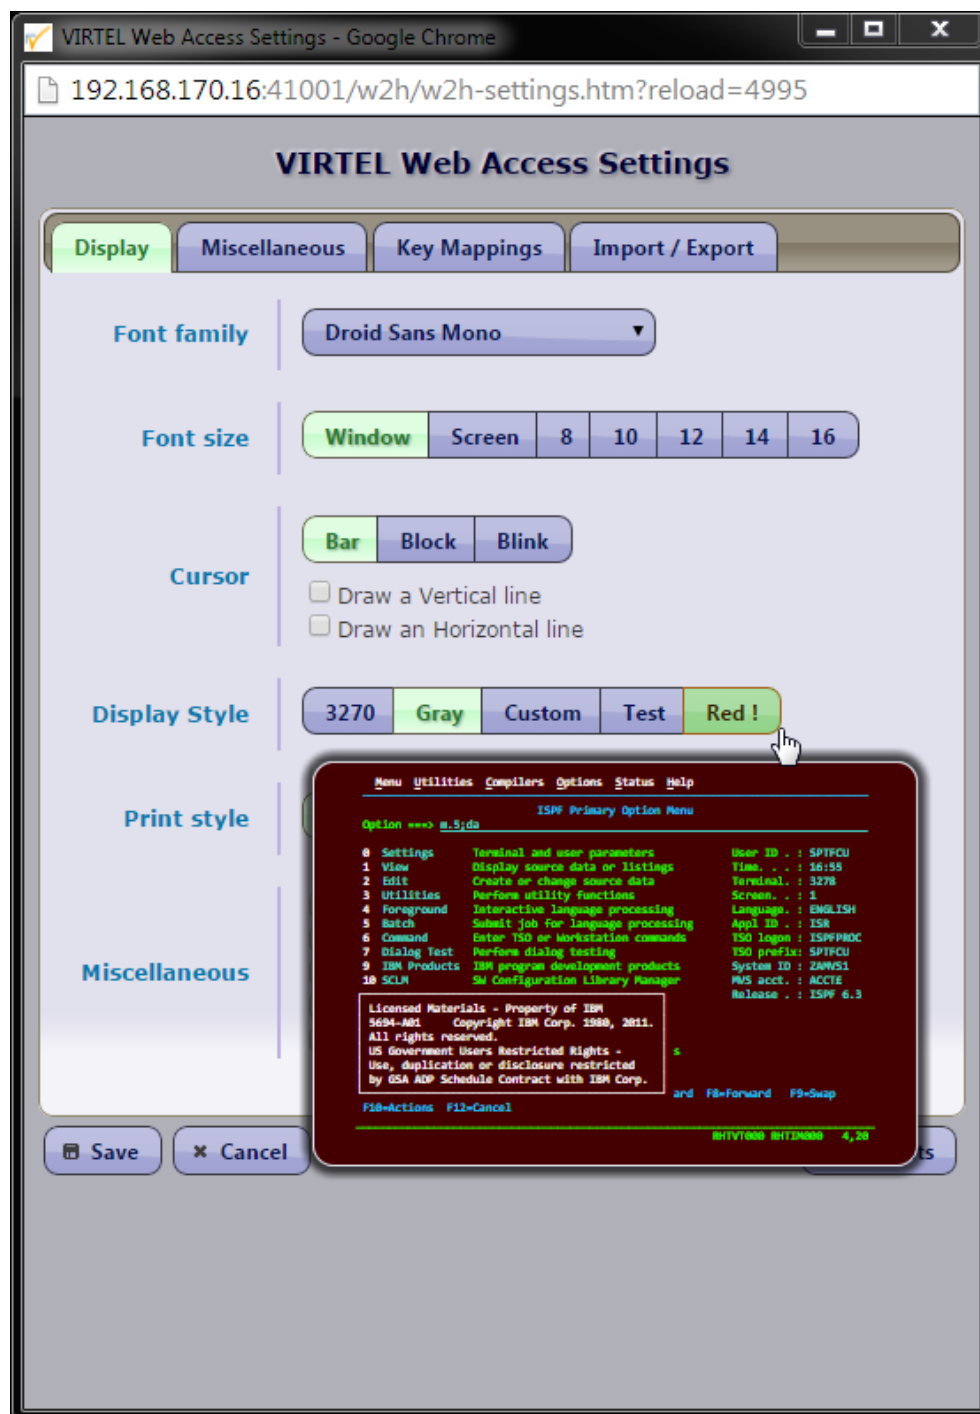 VIRTEL Web Access Settings - Google Chrome
192.168.170.16:41001/w2h/w2h-settings.htm?reload=4995
VIRTEL Web Access Settings
Display Miscellaneous Key Mappings Import / Export
Font family Droid Sans Mono
Font size Window Screen 8 10 12 14 16
Bar Block Blink
Cursor
Draw a Vertical line
Draw an Horizontal line
Display Style 3270 Gray Custom Test Red !
Print style
Miscellaneous
Menu Utilities Compilers Options Status Help
ISPF Primary Option Menu
Option ===> m.5;da
0 Settings Terminal and user parameters User ID . : SPTFCU
1 View Display source data or listings Time. . . : 16:55
2 Edit Create or change source data Terminal. : 3278
3 Utilities Perform utility functions Screen. . : 1
4 Foreground Interactive language processing Language. : ENGLISH
5 Batch Submit job for language processing Appl ID . : ISR
6 Command Enter TSO or Workstation commands TSO logon : ISPFPROC
7 Dialog Test Perform dialog testing TSO prefix: SPTFCU
9 IBM Products IBM program development products System ID : ZAMVS1
10 SCLM SW Configuration Library Manager MVS acct. : ACCTE
Release . : ISPF 6.3
Licensed Materials - Property of IBM
5694-A01 Copyright IBM Corp. 1980, 2011.
All rights reserved.
US Government Users Restricted Rights - s
Use, duplication or disclosure restricted
by GSA ADP Schedule Contract with IBM Corp.
ard F8=Forward F9=Swap
F10=Actions F12=Cancel
RHTVT000 RHTIM000 4,20
Save Cancel ts